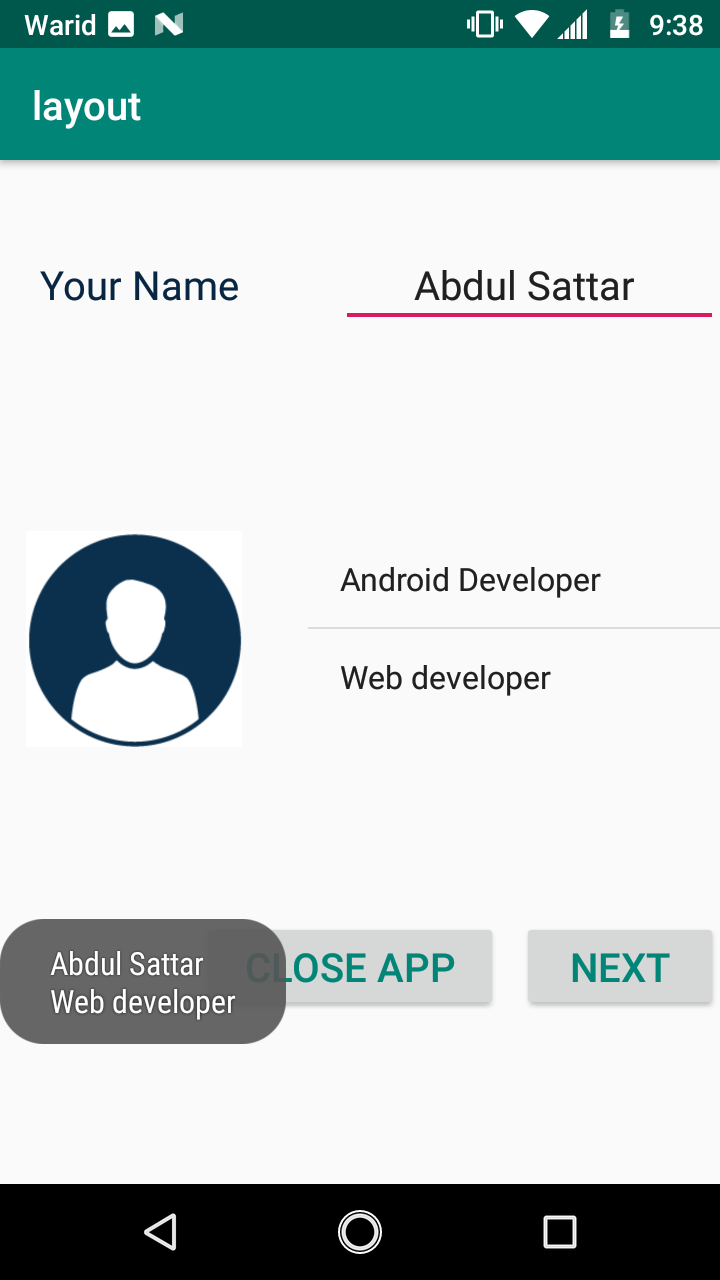 Warid 9:38
layout
Your Name Abdul Sattar
Android Developer
Web developer
CLOSE APP NEXT
Abdul Sattar
Web developer